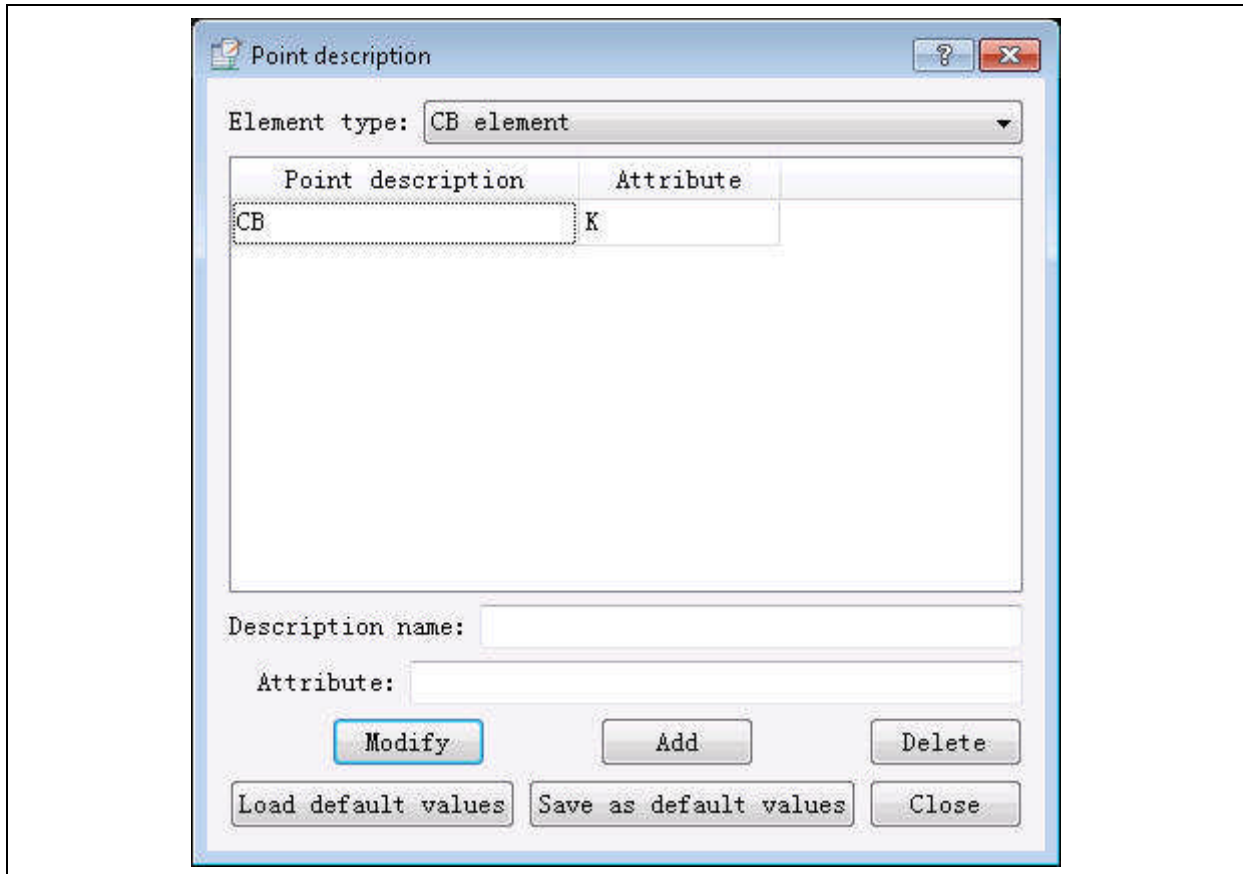 Point description
Element type: CB element
Point description Attribute
CB K
Description name:
Attribute:
Modify Add Delete
Load default values Save as default values Close